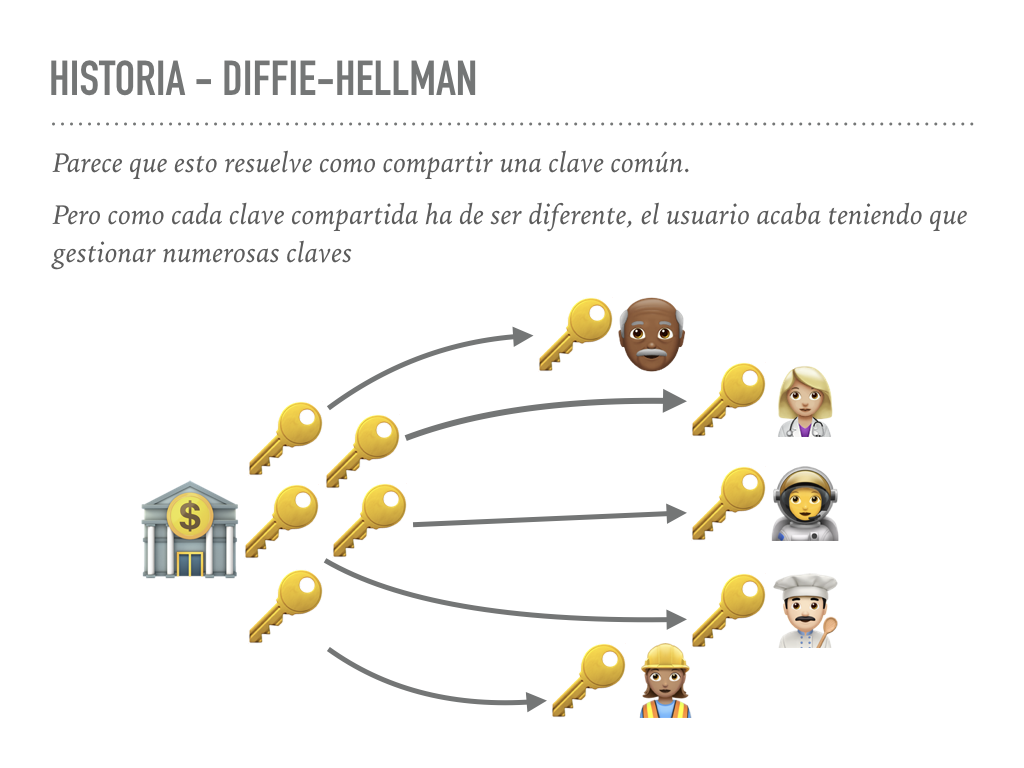 HISTORIA - DIFFIE-HELLMAN
Parece que esto resuelve como compartir una clave común.
Pero como cada clave compartida ha de ser diferente, el usuario acaba teniendo que
gestionar numerosas claves
$